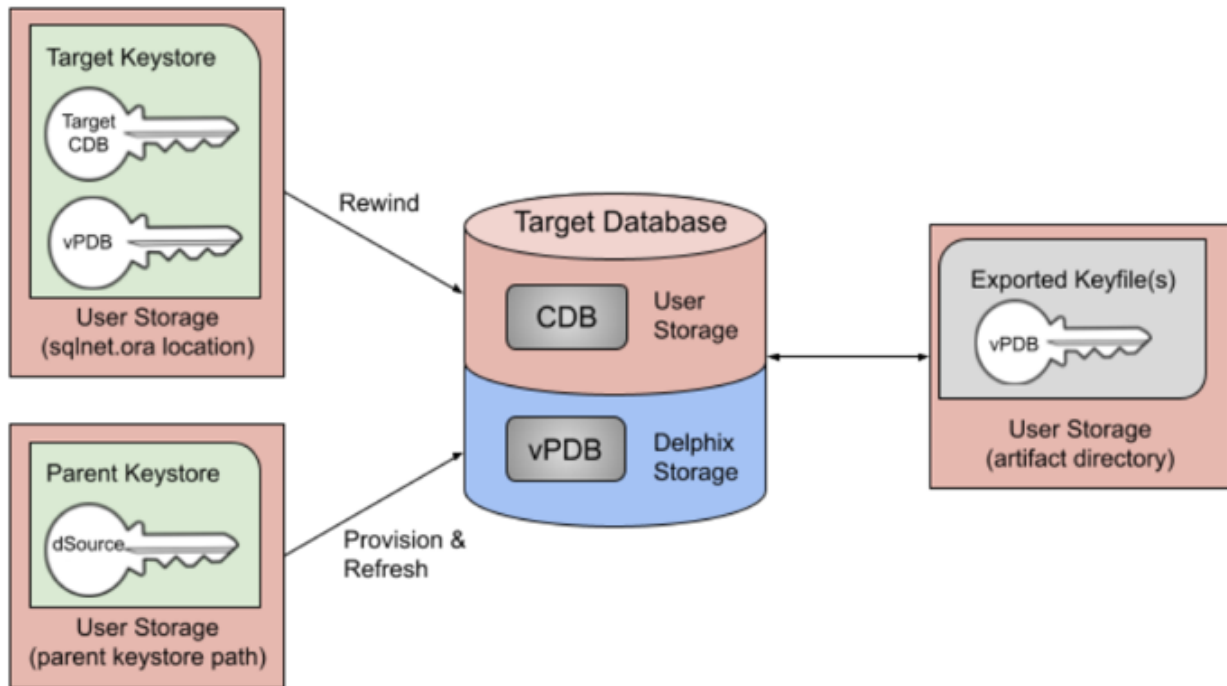 Target Keystore
Target
CDB
vPDB
User Storage
(sqlnet.ora location)
Parent Keystore
dSource
User Storage
(parent keystore path)
Rewind
Provision &
Refresh
Target Database
CDB
User
Storage
vPDB
Delphix
Storage
Exported Keyfile(s)
vPDB
User Storage
(artifact directory)